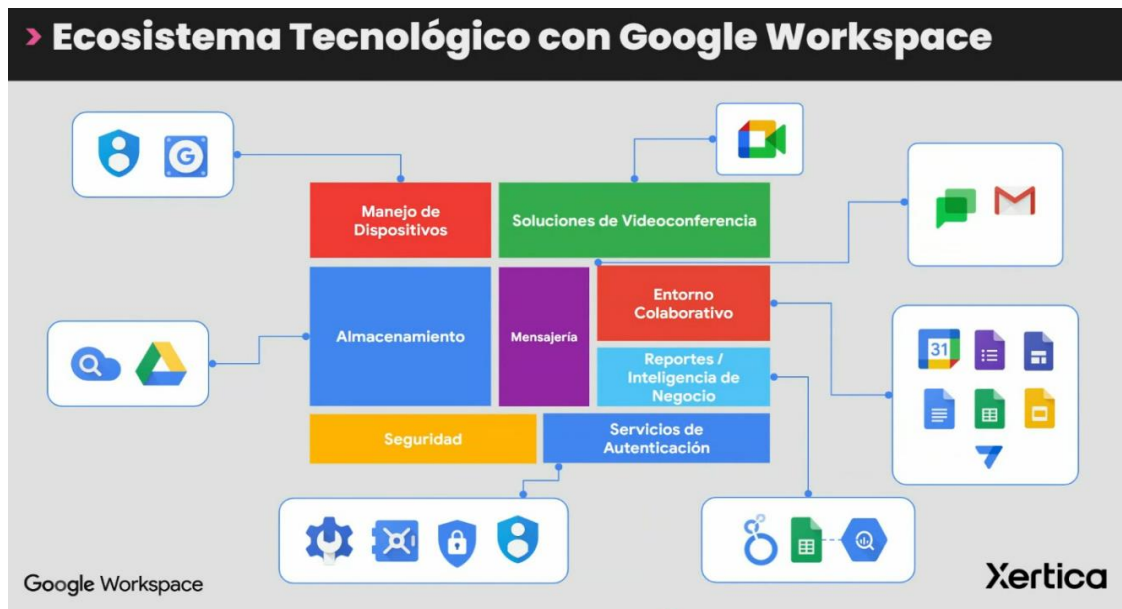 Ecosistema Tecnológico con Google Workspace
G
Manejo de
Dispositivos
Soluciones de Videoconferencia
Almacenamiento
Mensajería
Entorno
Colaborativo
Reportes /
Inteligencia de
Negocio
31
Seguridad
Servicios de
Autenticación
Google Workspace
Xertica